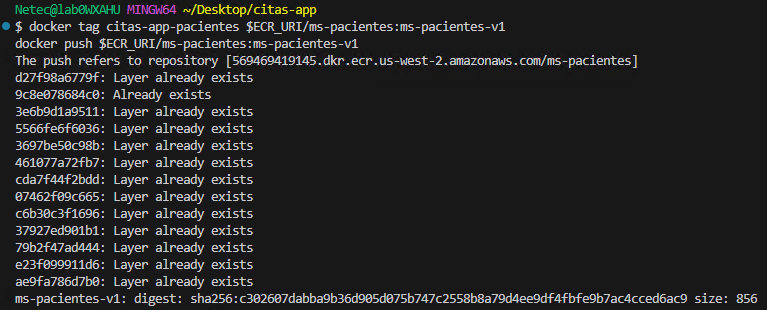 Netec@lab0WXAHU MINGW64 ~/Desktop/citas-app
$ docker tag citas-app-pacientes $ECR_URI/ms-pacientes:ms-pacientes-v1
docker push $ECR_URI/ms-pacientes:ms-pacientes-v1
The push refers to repository [569469419145.dkr.ecr.us-west-2.amazonaws.com/ms-pacientes]
d27f98a6779f: Layer already exists
9c8e078684c0: Already exists
3e6b9d1a9511: Layer already exists
5566fe6f6036: Layer already exists
3697be50c98b: Layer already exists
461077a72fb7: Layer already exists
cda7f44f2bdd: Layer already exists
07462f09c665: Layer already exists
c6b30c3f1696: Layer already exists
37927ed901b1: Layer already exists
79b2f47ad444: Layer already exists
e23f099911d6: Layer already exists
ae9fa786d7b0: Layer already exists
ms-pacientes-v1: digest: sha256:c302607dabba9b36d905d075b747c2558b8a79d4ee9df4fbfe9b7ac4cced6ac9 size: 856